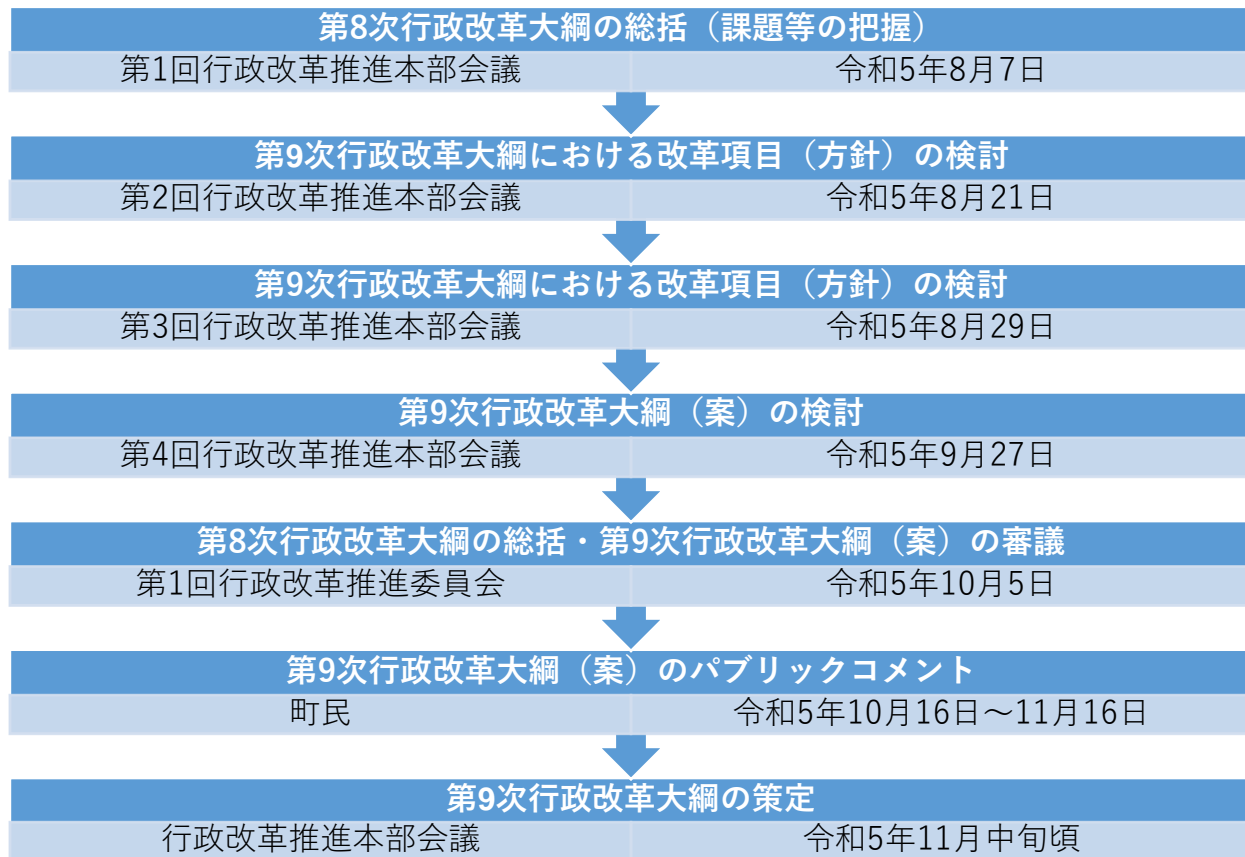 第8次行政改革大綱の総括（課題等の把握）
第1回行政改革推進本部会議 令和5年8月7日
第9次行政改革大綱における改革項目（方針）の検討
第2回行政改革推進本部会議 令和5年8月21日
第9次行政改革大綱における改革項目（方針）の検討
第3回行政改革推進本部会議 令和5年8月29日
第9次行政改革大綱（案）の検討
第4回行政改革推進本部会議 令和5年9月27日
第8次行政改革大綱の総括・第9次行政改革大綱（案）の審議
第1回行政改革推進委員会 令和5年10月5日
第9次行政改革大綱（案）のパブリックコメント
町民 令和5年10月16日～11月16日
第9次行政改革大綱の策定
行政改革推進本部会議 令和5年11月中旬頃